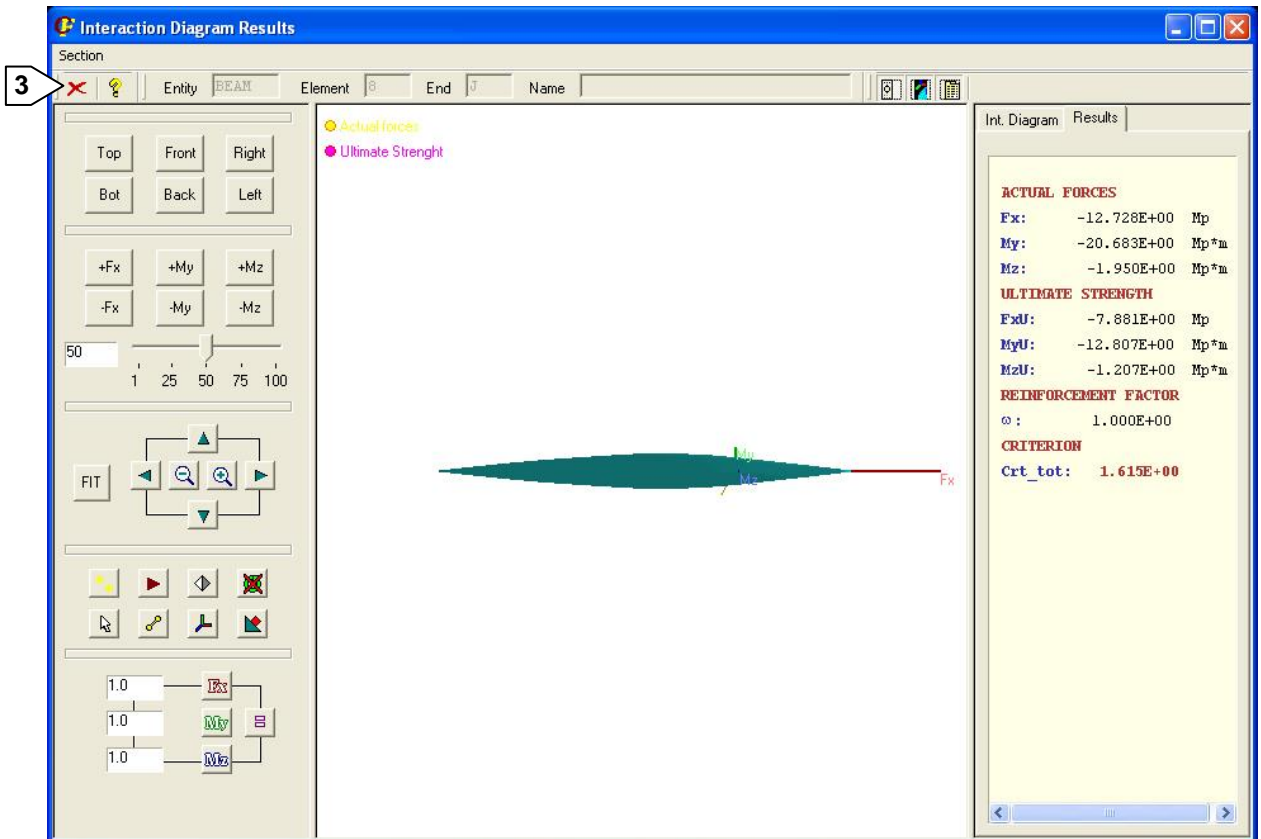 Interaction Diagram Results
Section
3
Entity BEAM Element 8 End J Name
Top Front Right
Bot Back Left
+Fx +My +Mz
-Fx -My -Mz
50
1 25 50 75 100
FIT
1.0 Fx
1.0 My
1.0 Mz
Actual forces
Ultimate Strenght
My
Mz
Fx
Int. Diagram Results
ACTUAL FORCES
Fx: -12.728E+00 Mp
My: -20.683E+00 Mp*m
Mz: -1.950E+00 Mp*m
ULTIMATE STRENGTH
FxU: -7.881E+00 Mp
MyU: -12.807E+00 Mp*m
MzU: -1.207E+00 Mp*m
REINFORCEMENT FACTOR
ω: 1.000E+00
CRITERION
Crt_tot: 1.615E+00